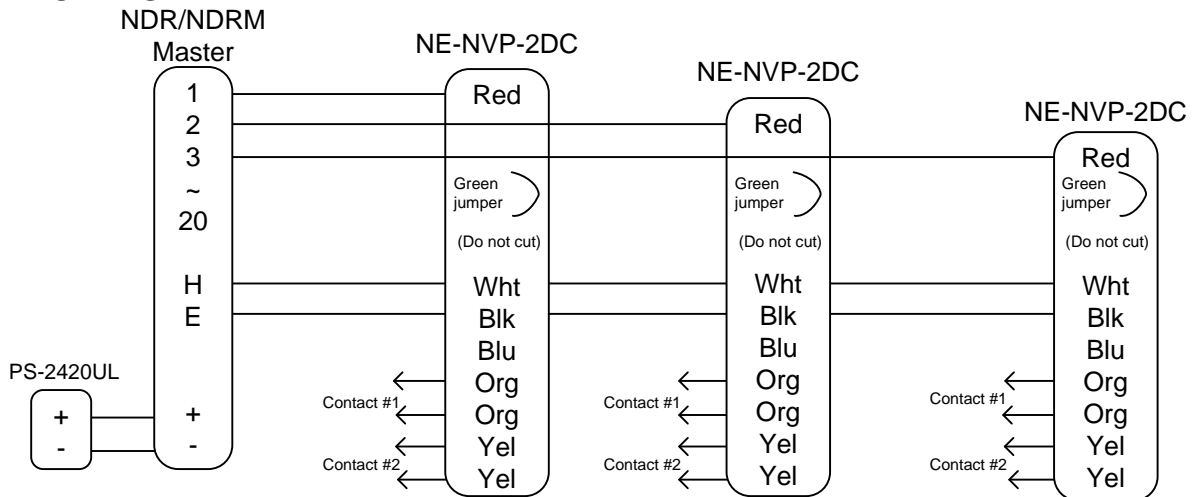 NDR/NDRM
Master
1
2
3
~
20
H
E
+
-
PS-2420UL
+
-
NE-NVP-2DC
Red
Green
jumper
(Do not cut)
Wht
Blk
Blu
Org
Org
Yel
Yel
Contact #1
Contact #2
NE-NVP-2DC
Red
Green
jumper
(Do not cut)
Wht
Blk
Blu
Org
Org
Yel
Yel
Contact #1
Contact #2
NE-NVP-2DC
Red
Green
jumper
(Do not cut)
Wht
Blk
Blu
Org
Org
Yel
Yel
Contact #1
Contact #2